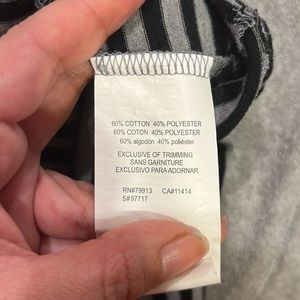 60% COTTON 40% POLYESTER
60% COTON 40% POLYESTER
60% algodón 40% poliéster
EXCLUSIVE OF TRIMMING
SANS GARNITURE
EXCLUSIVO PARA ADORNAR
RN#79913 CA#11414
S#97717